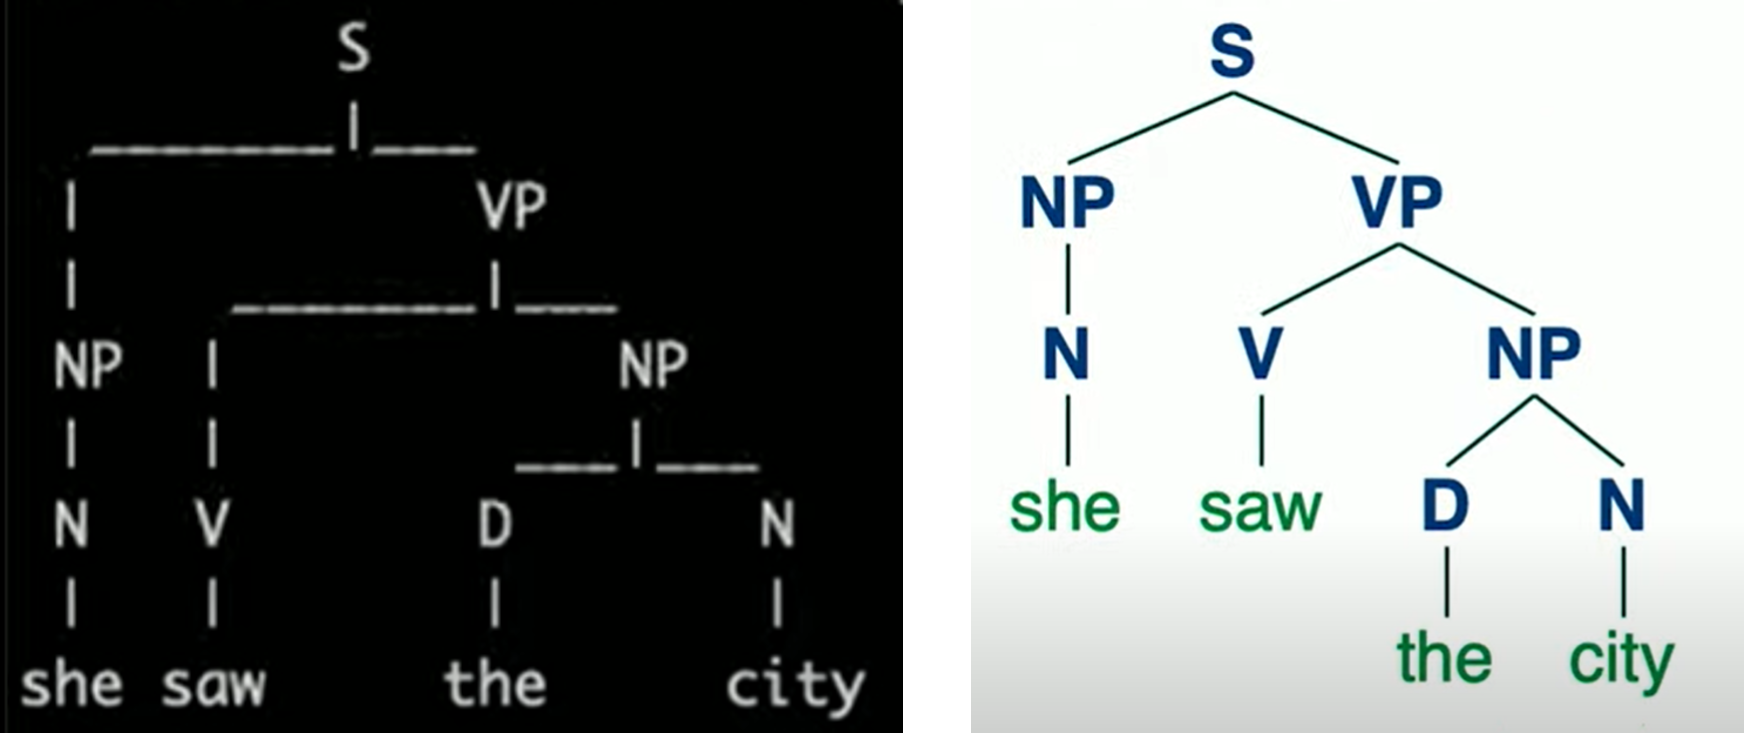 S
VP
NP NP
N V D N
she saw the city
S
NP VP
N V NP
she saw D N
the city